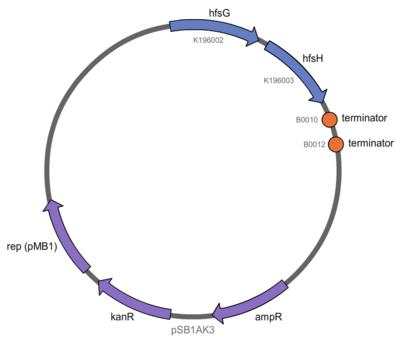 hfsG
K196002
hfsH
K196003
B0010
terminator
B0012
terminator
rep (pMB1)
kanR
ampR
pSB1AK3